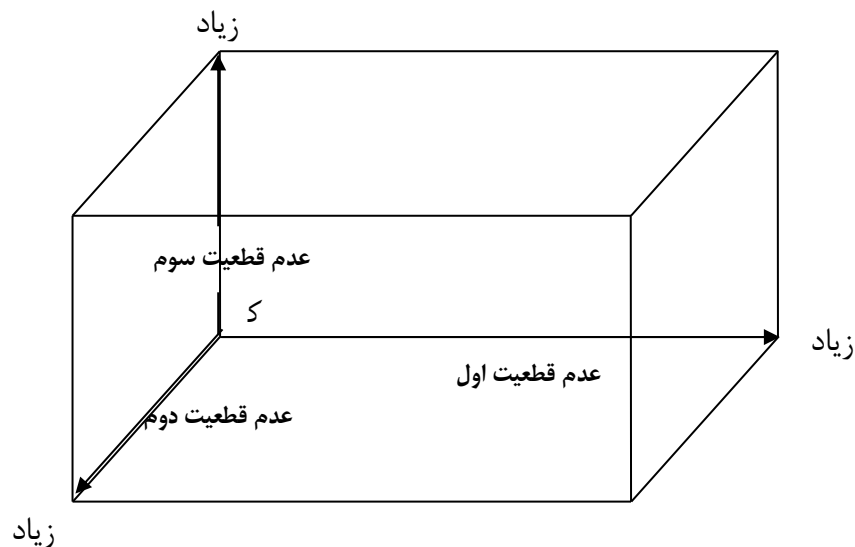 زیاد
عدم قطعیت سوم
ک
زیاد
عدم قطعیت اول
عدم قطعیت دوم
زیاد